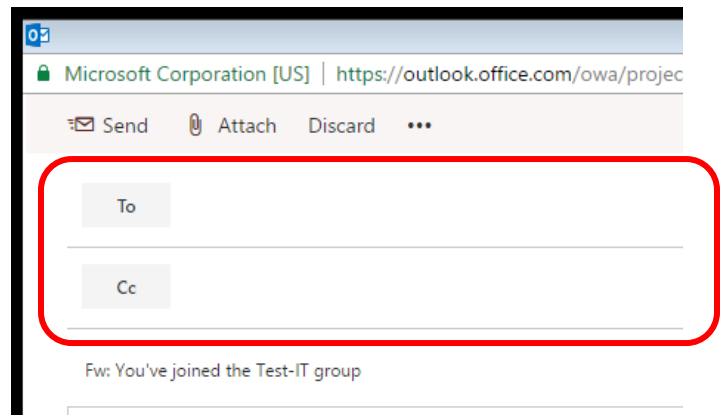 Microsoft Corporation [US] | https://outlook.office.com/owa/projec
Send Attach Discard •••
To
Cc
Fw: You've joined the Test-IT group